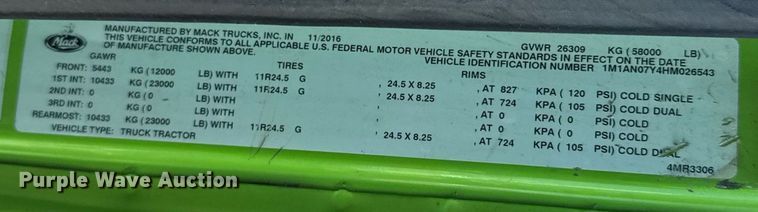 Mack
MANUFACTURED BY MACK TRUCKS, INC. IN 11/2016
GVWR 26309 KG ( 58000 LB)
THIS VEHICLE CONFORMS TO ALL APPLICABLE U.S. FEDERAL MOTOR VEHICLE SAFETY STANDARDS IN EFFECT ON THE DATE
OF MANUFACTURE SHOWN ABOVE. VEHICLE IDENTIFICATION NUMBER 1M1AN07Y4HM026543
GAWR TIRES RIMS
FRONT: 5443 KG ( 12000 LB) WITH 11R24.5 G , 24.5 X 8.25 , AT 827 KPA ( 120 PSI) COLD SINGLE
1ST INT: 10433 KG ( 23000 LB) WITH 11R24.5 G , 24.5 X 8.25 , AT 724 KPA ( 105 PSI) COLD DUAL
2ND INT: 0 KG ( 0 LB) WITH , , AT 0 KPA ( 0 PSI) COLD
3RD INT: 0 KG ( 0 LB) WITH , , AT 0 KPA ( 0 PSI) COLD
REARMOST: 10433 KG ( 23000 LB) WITH 11R24.5 G , 24.5 X 8.25 , AT 724 KPA ( 105 PSI) COLD DUAL
VEHICLE TYPE: TRUCK TRACTOR
4MR3306
Purple Wave Auction